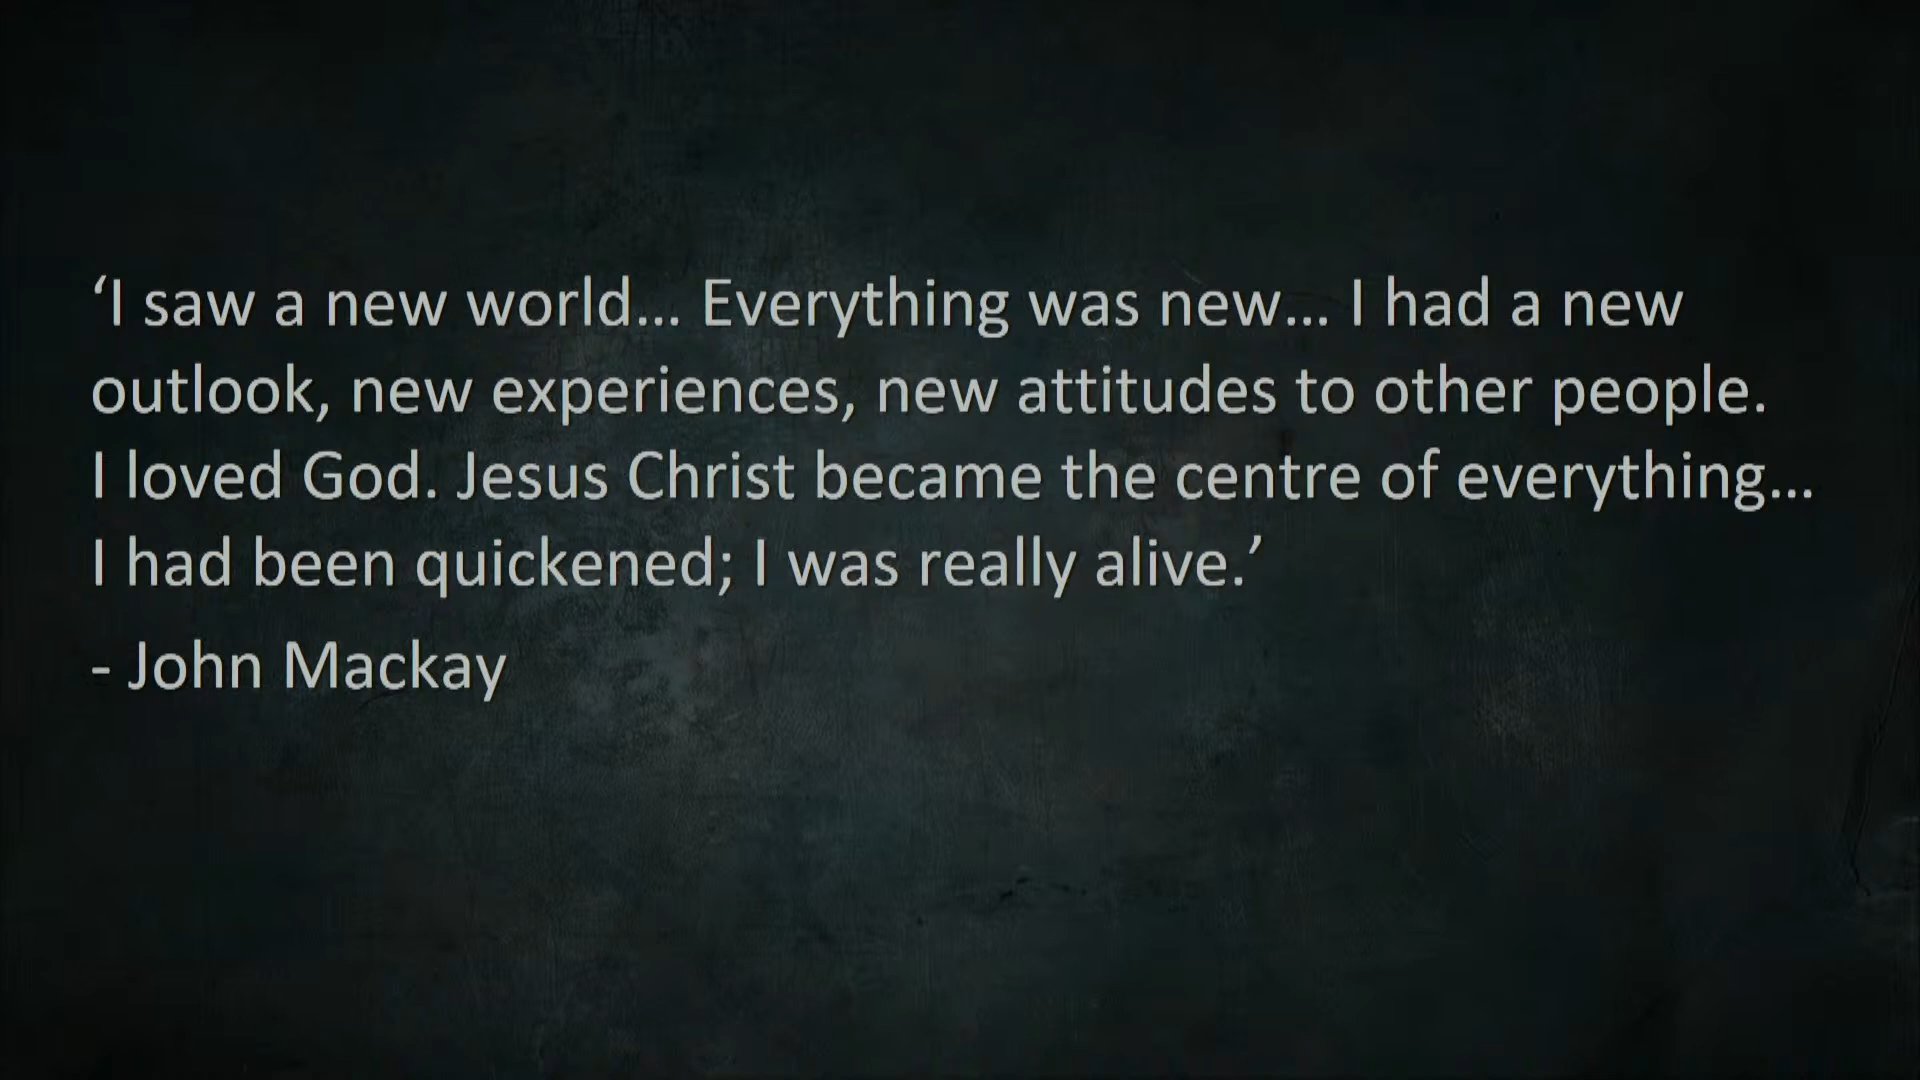 ‘I saw a new world… Everything was new… I had a new
outlook, new experiences, new attitudes to other people.
I loved God. Jesus Christ became the centre of everything…
I had been quickened; I was really alive.’
- John Mackay